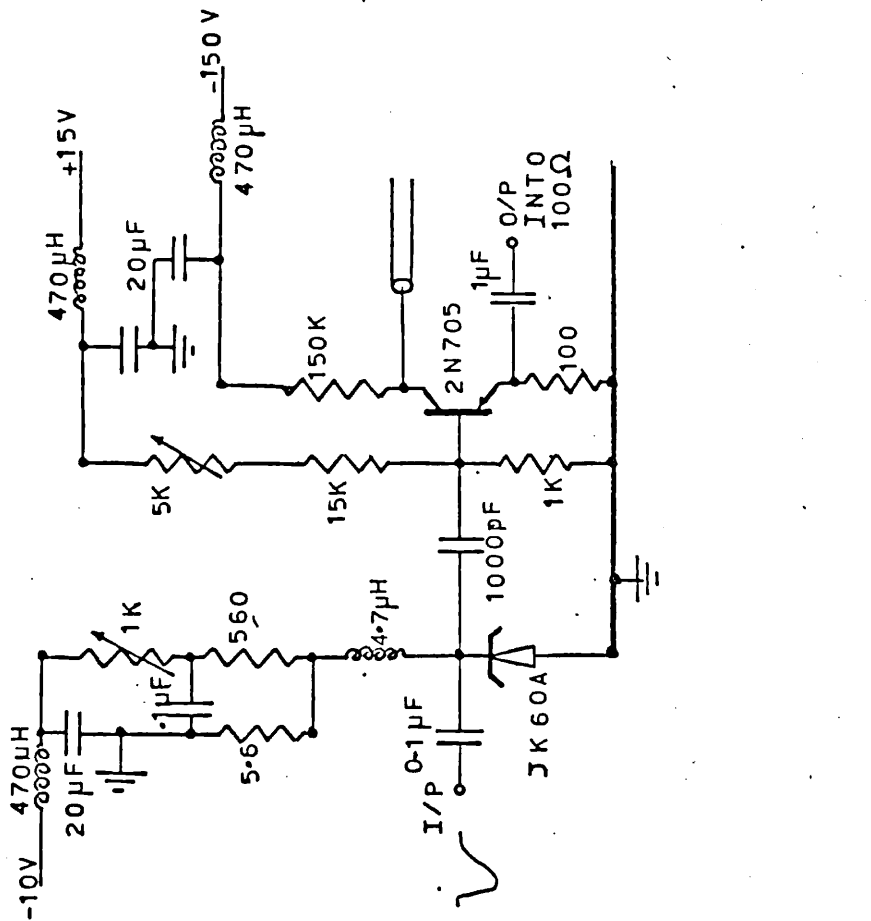 -10V
470µH
20µF
1K
.1µF
560
5.6
4.7µH
I/P
0-1µF
JK60A
1000pF
5K
15K
1K
470µH
+15V
20µF
-150V
470µH
150K
2N705
1µF
O/P
INTO
100Ω
100